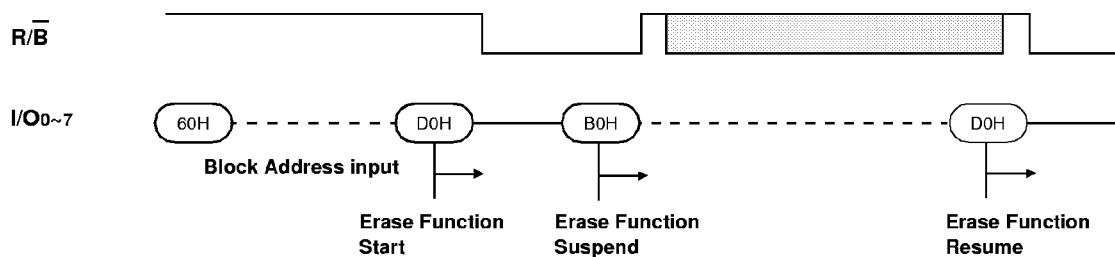 R/B̅
I/O0~7
60H
D0H
B0H
D0H
Block Address input
Erase Function
Start
Erase Function
Suspend
Erase Function
Resume